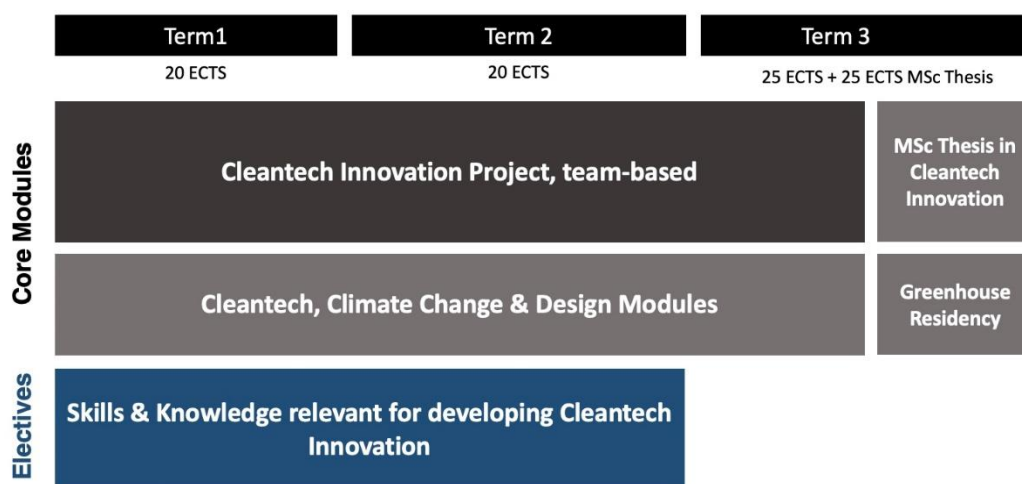 Term1
Term 2
Term 3
20 ECTS
20 ECTS
25 ECTS + 25 ECTS MSc Thesis
Core Modules
Cleantech Innovation Project, team-based
MSc Thesis in
Cleantech
Innovation
Cleantech, Climate Change & Design Modules
Greenhouse
Residency
Electives
Skills & Knowledge relevant for developing Cleantech
Innovation